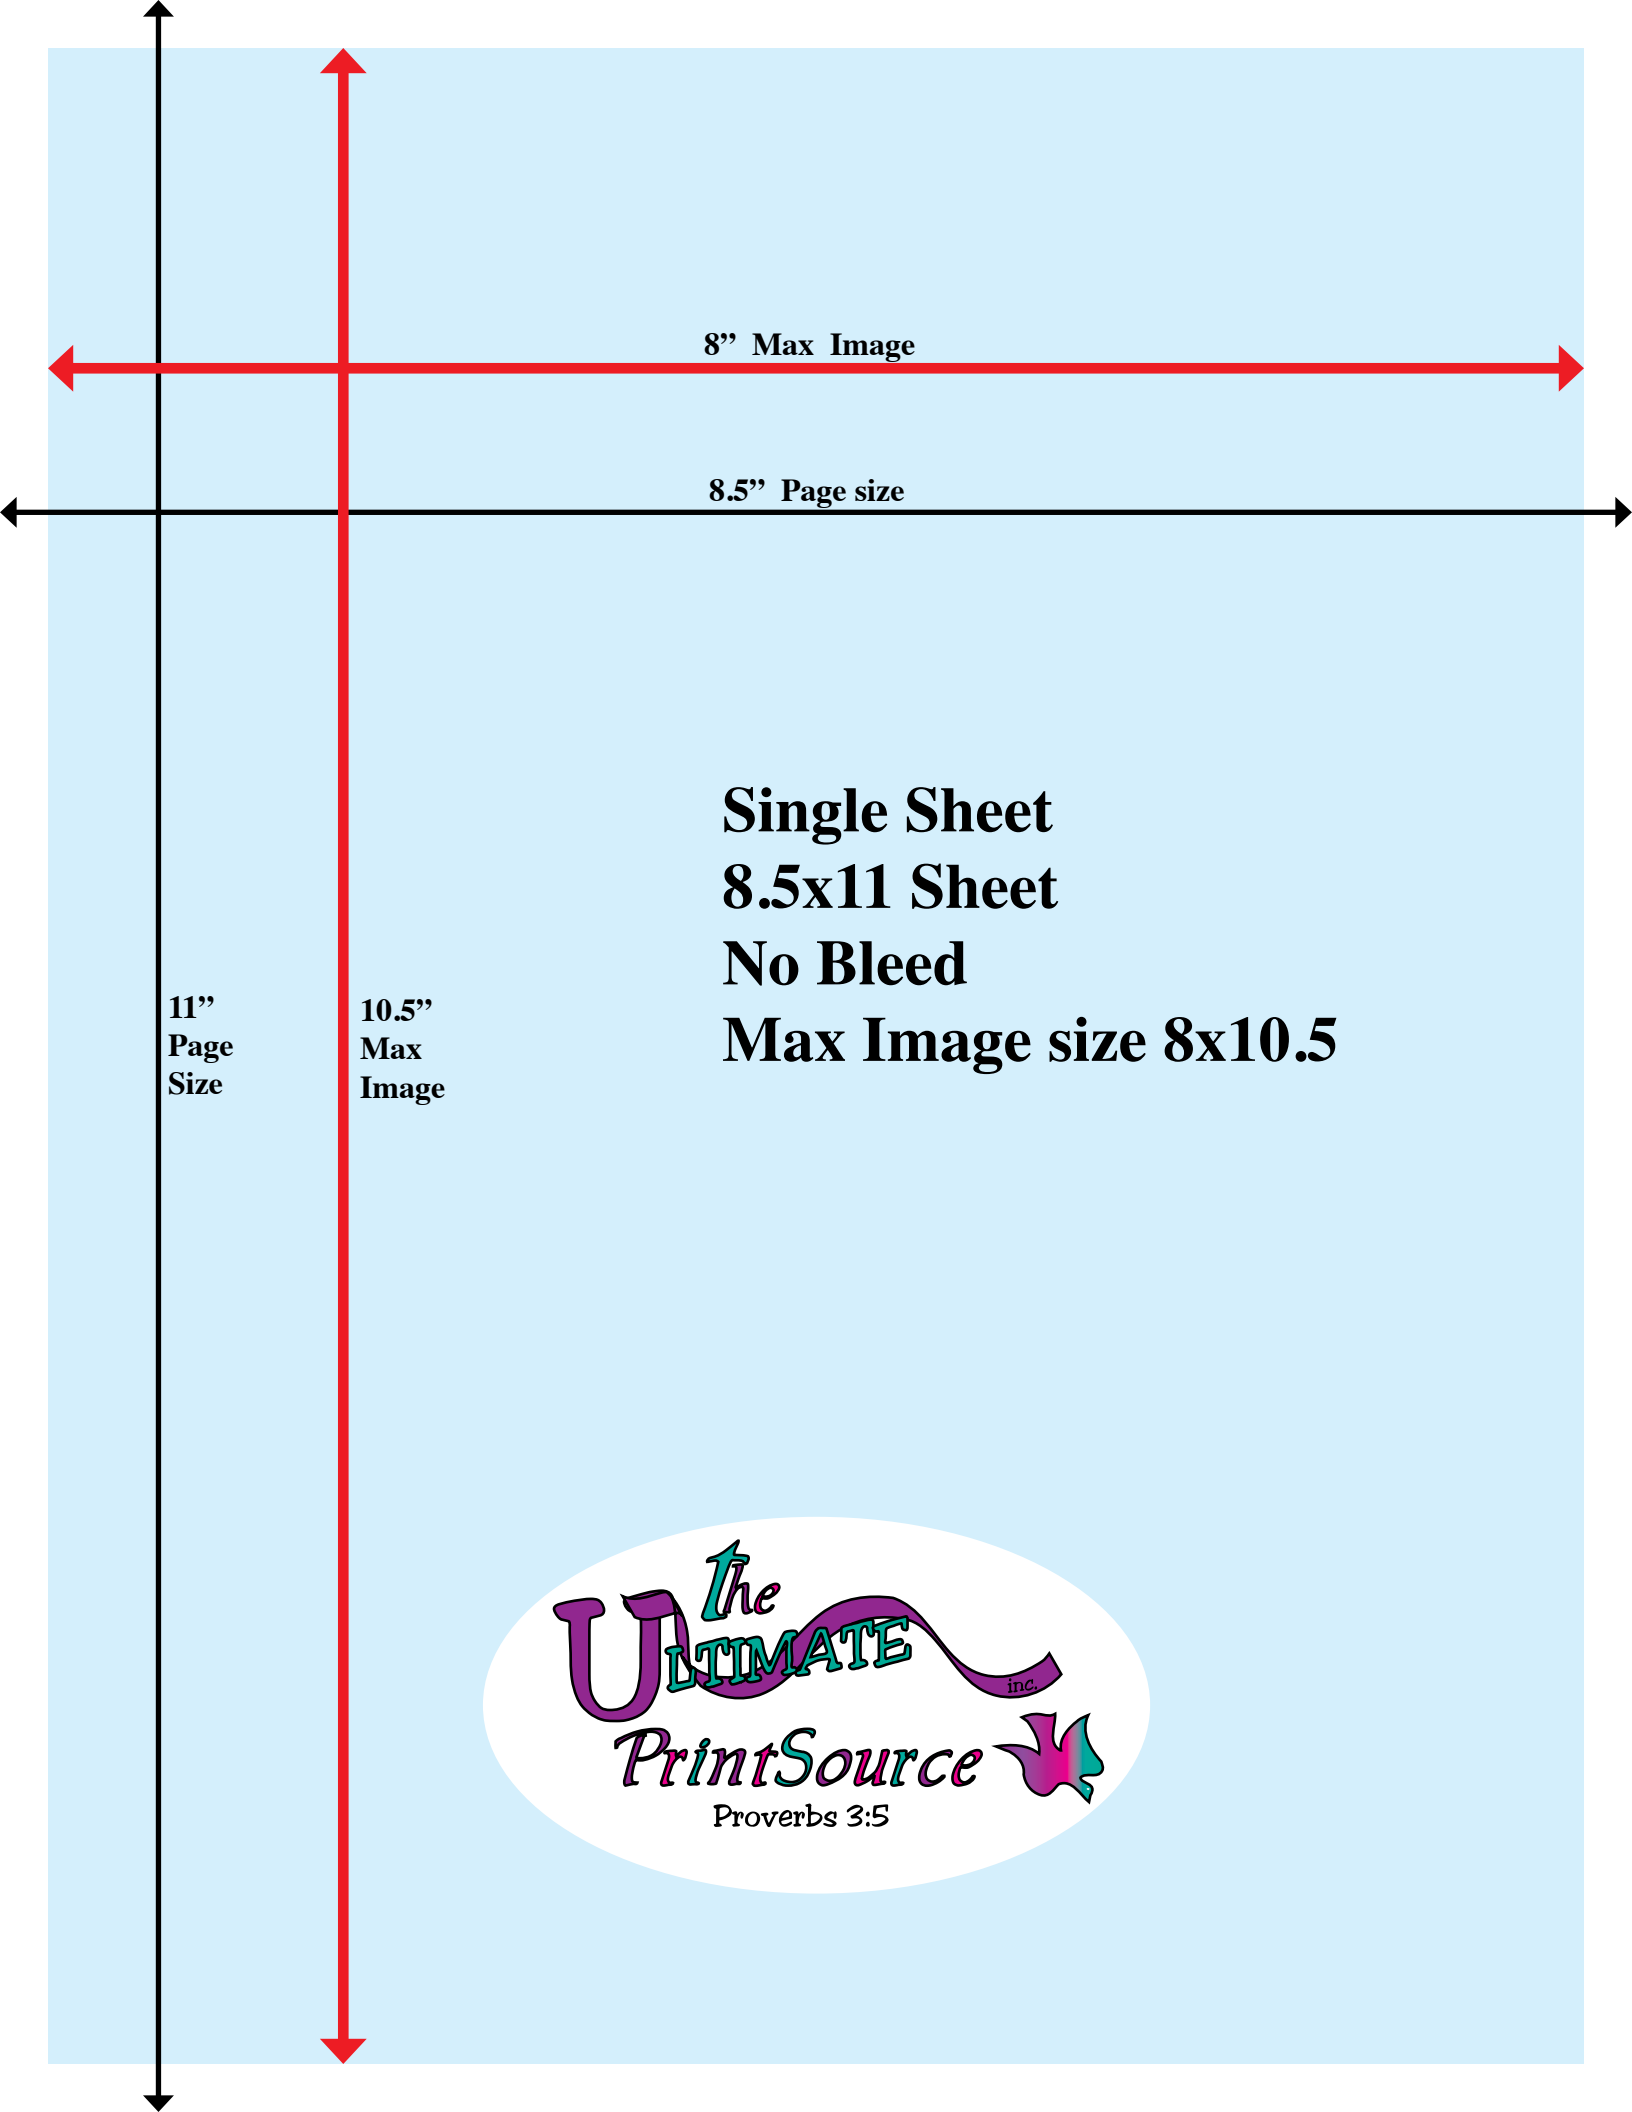 8”  Max  Image
8.5”  Page size
Single Sheet
8.5x11 Sheet
No Bleed
Max Image size 8x10.5
11”
Page
Size
10.5”
Max
Image
the
ULTIMATE
inc.
PrintSource
Proverbs 3:5